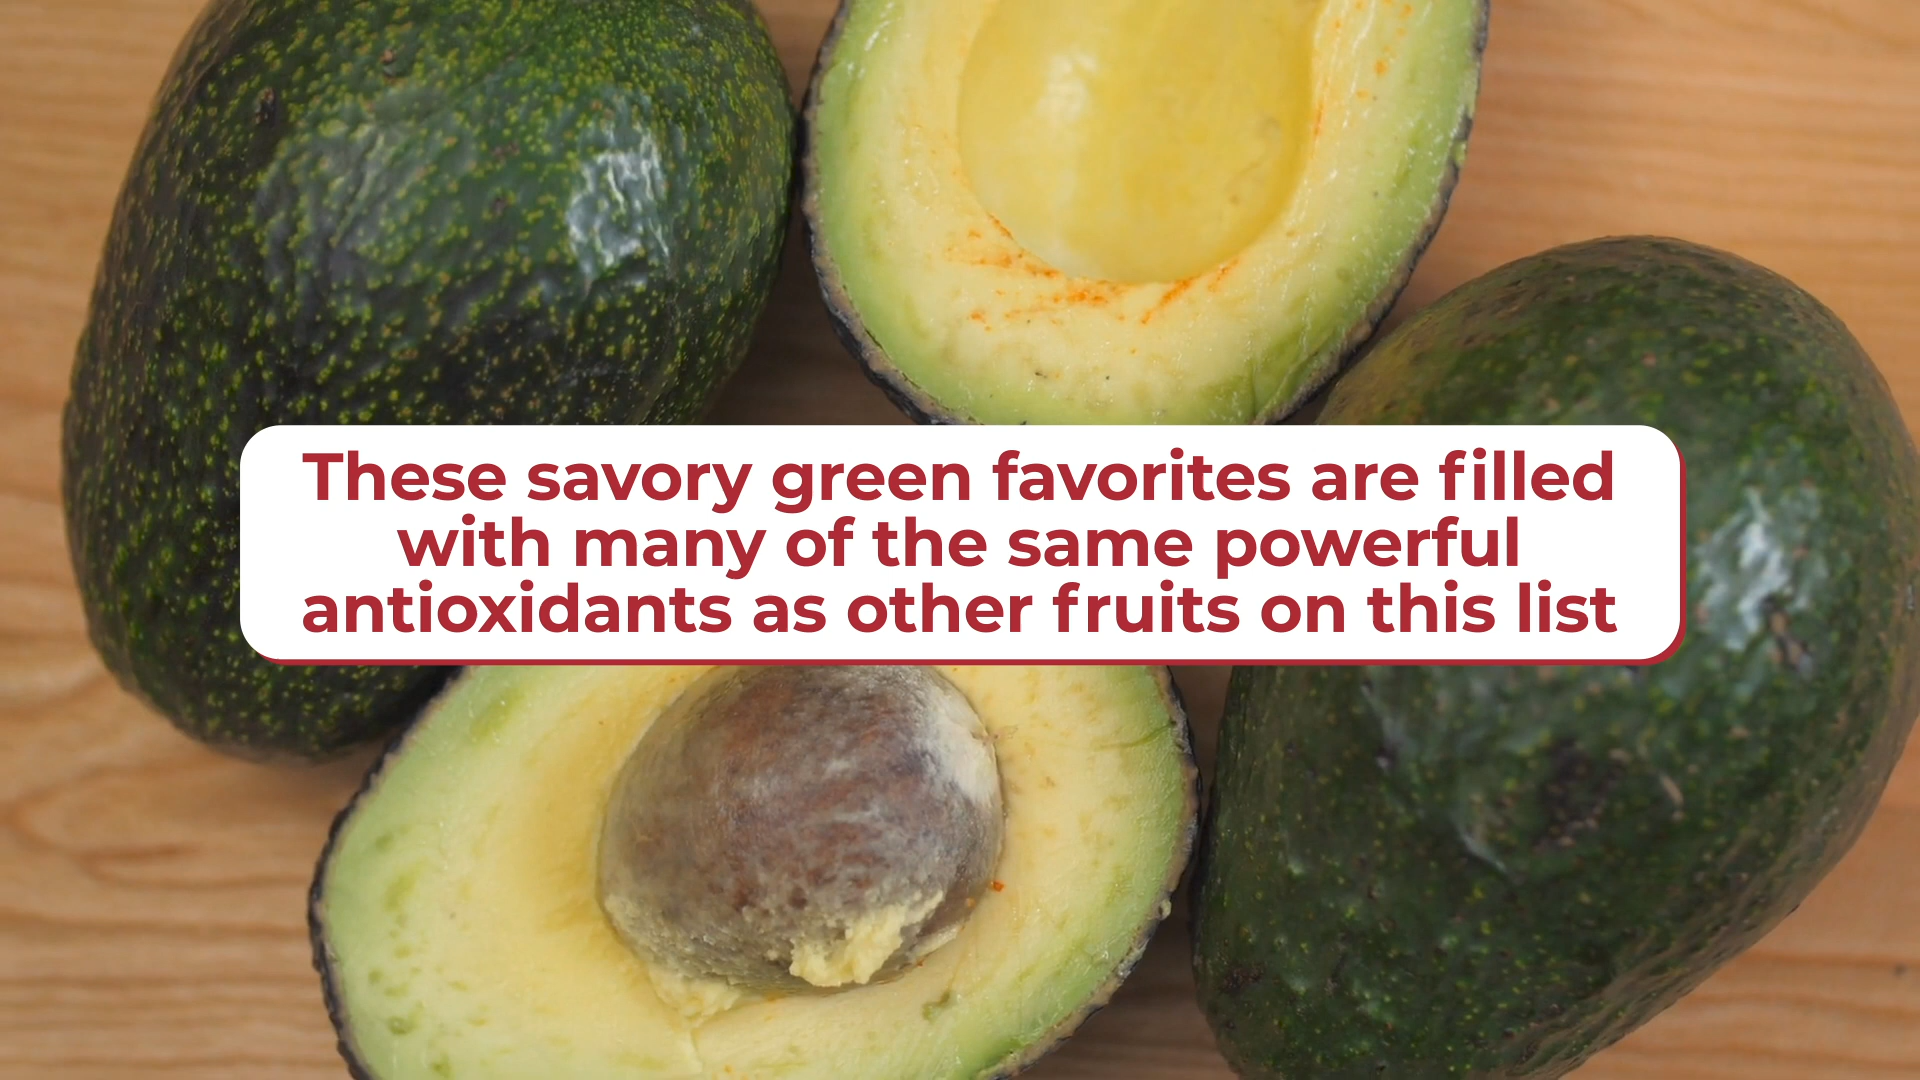 These savory green favorites are filled
with many of the same powerful
antioxidants as other fruits on this list